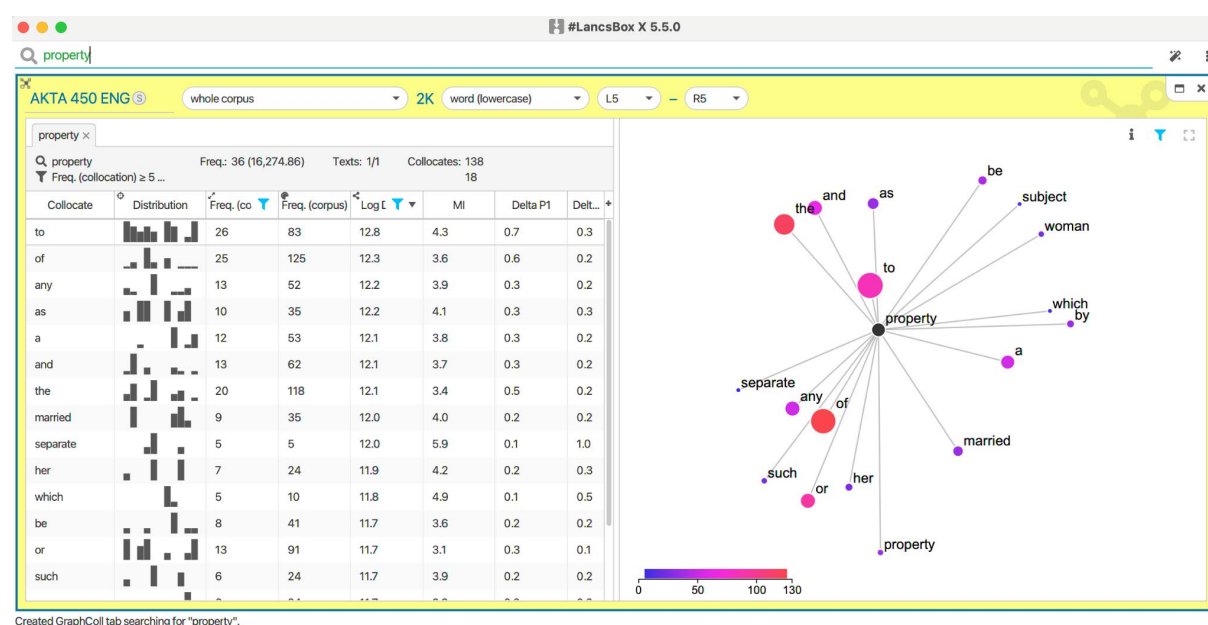 #LancsBox X 5.5.0
property
AKTA 450 ENG S whole corpus 2K word (lowercase) L5 – R5
property ×
property Freq.: 36 (16,274.86) Texts: 1/1 Collocates: 138
Freq. (collocation) ≥ 5 ... 18
Collocate Distribution Freq. (co Freq. (corpus) Log D MI Delta P1 Delt... +
to 26 83 12.8 4.3 0.7 0.3
of 25 125 12.3 3.6 0.6 0.2
any 13 52 12.2 3.9 0.3 0.2
as 10 35 12.2 4.1 0.3 0.3
a 12 53 12.1 3.8 0.3 0.2
and 13 62 12.1 3.7 0.3 0.2
the 20 118 12.1 3.4 0.5 0.2
married 9 35 12.0 4.0 0.2 0.2
separate 5 5 12.0 5.9 0.1 1.0
her 7 24 11.9 4.2 0.2 0.3
which 5 10 11.8 4.9 0.1 0.5
be 8 41 11.7 3.6 0.2 0.2
or 13 91 11.7 3.1 0.3 0.1
such 6 24 11.7 3.9 0.2 0.2
be
and as subject
the
woman
to
which
property by
a
separate
any of
married
such her
or
property
0 50 100 130
Created GraphColl tab searching for "property".